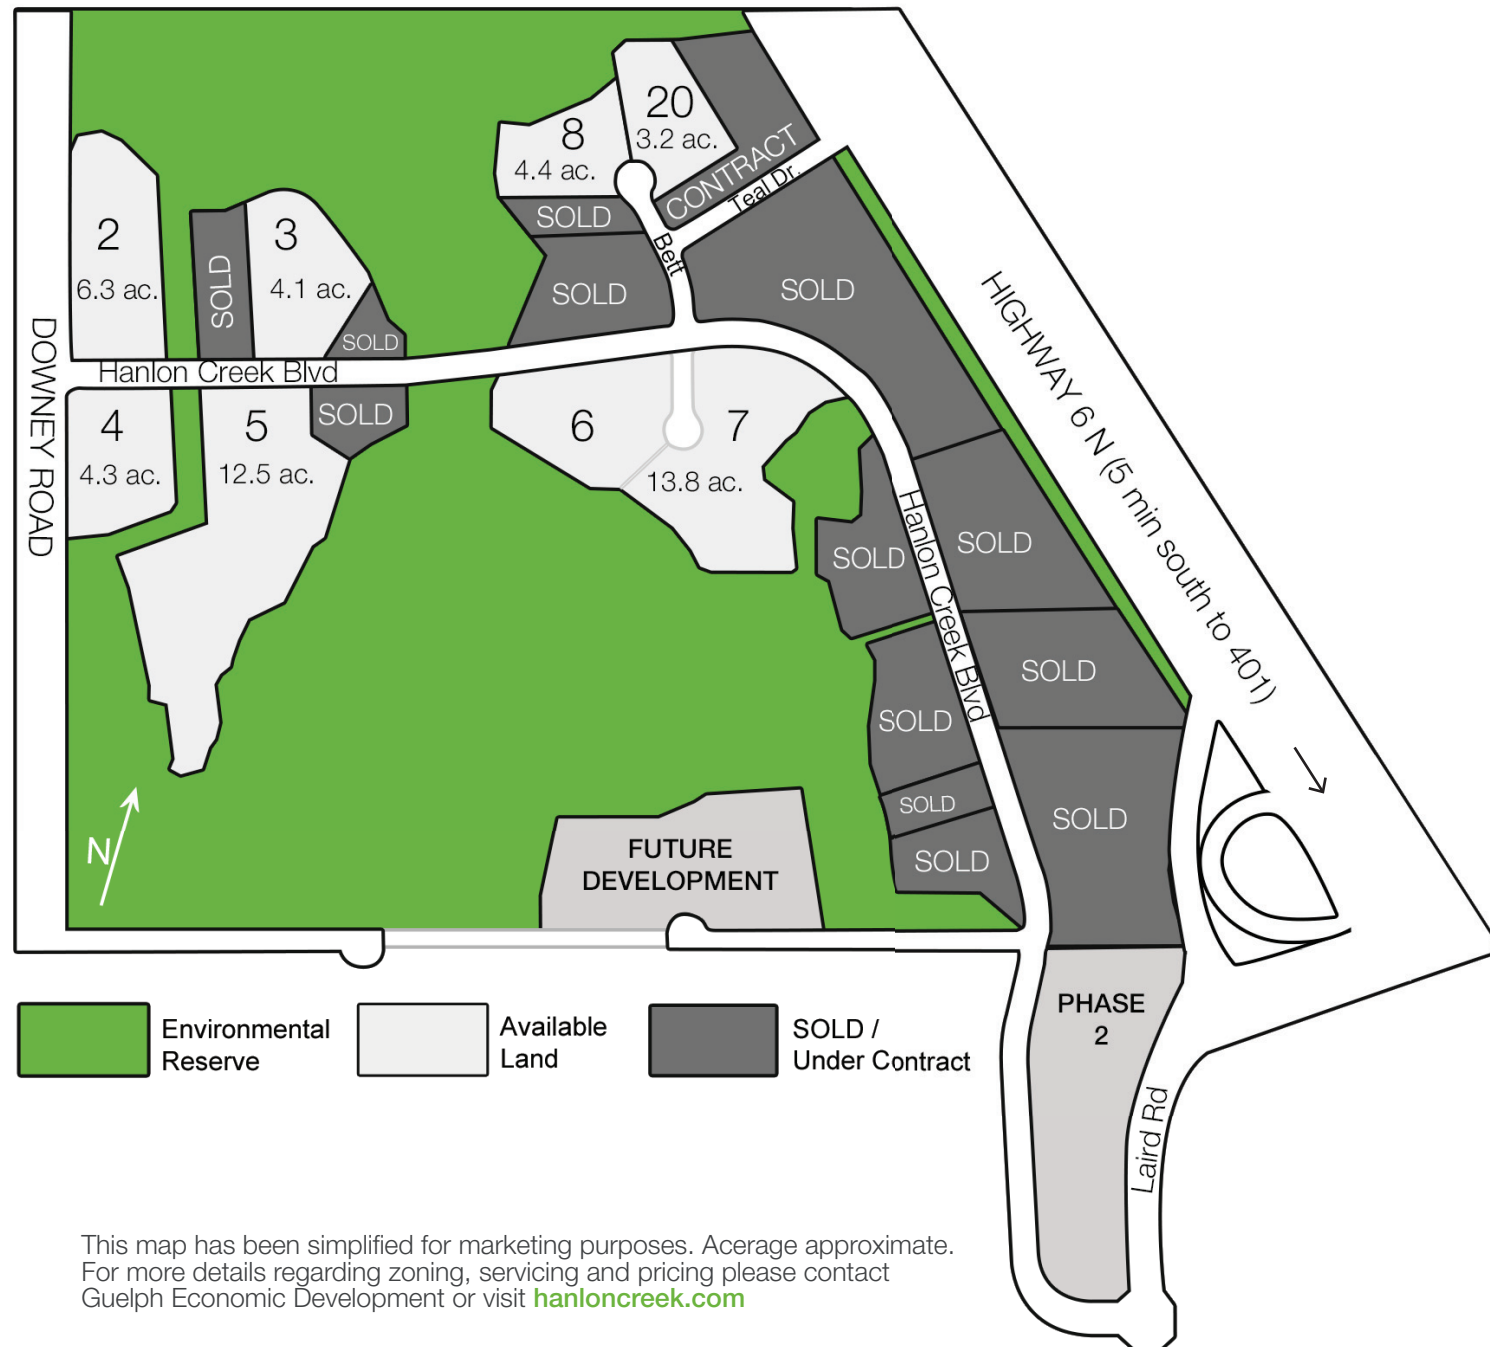 20
3.2 ac.
8
4.4 ac.
CONTRACT
Teal Dr.
SOLD
Bett
2
6.3 ac.
SOLD
3
4.1 ac.
SOLD
SOLD
SOLD
HIGHWAY 6 N (5 min south to 401)
DOWNEY ROAD
Hanlon Creek Blvd
4
4.3 ac.
5
12.5 ac.
SOLD
6
7
13.8 ac.
SOLD
Hanlon Creek Blvd
SOLD
SOLD
SOLD
SOLD
SOLD
SOLD
N
FUTURE
DEVELOPMENT
PHASE
2
Laird Rd
Environmental
Reserve
Available
Land
SOLD /
Under Contract
This map has been simplified for marketing purposes. Acerage approximate.
For more details regarding zoning, servicing and pricing please contact
Guelph Economic Development or visit hanloncreek.com